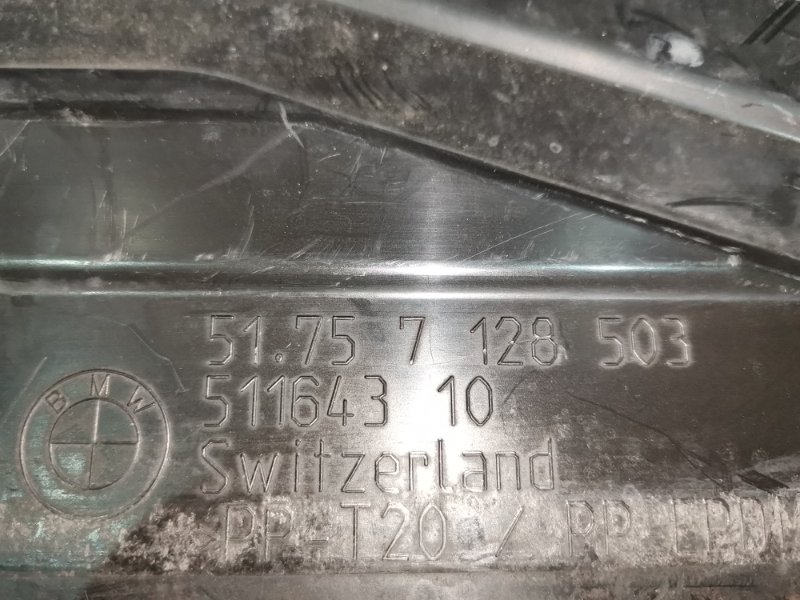 51.75 7 128 503
511643 10
BMW
Switzerland
PP-T20 / PP EPDM